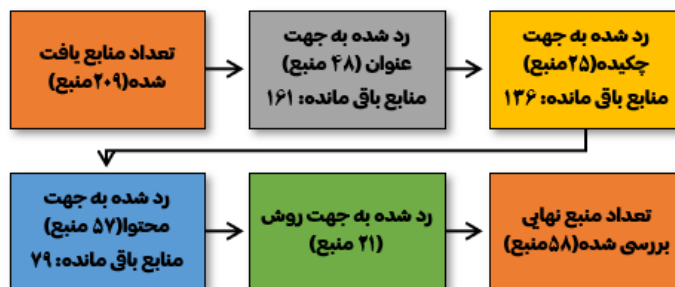 تعداد منابع یافت
شده(۲۰۹منبع)
رد شده به جهت
عنوان (۴۸ منبع)
منابع باقی مانده: ۱۶۱
رد شده به جهت
چکیده(۲۵منبع)
منابع باقی مانده: ۱۳۶
رد شده به جهت
محتوا(۵۷ منبع)
منابع باقی مانده: ۷۹
رد شده به جهت روش
(۲۱ منبع)
تعداد منبع نهایی
بررسی شده(۵۸منبع)